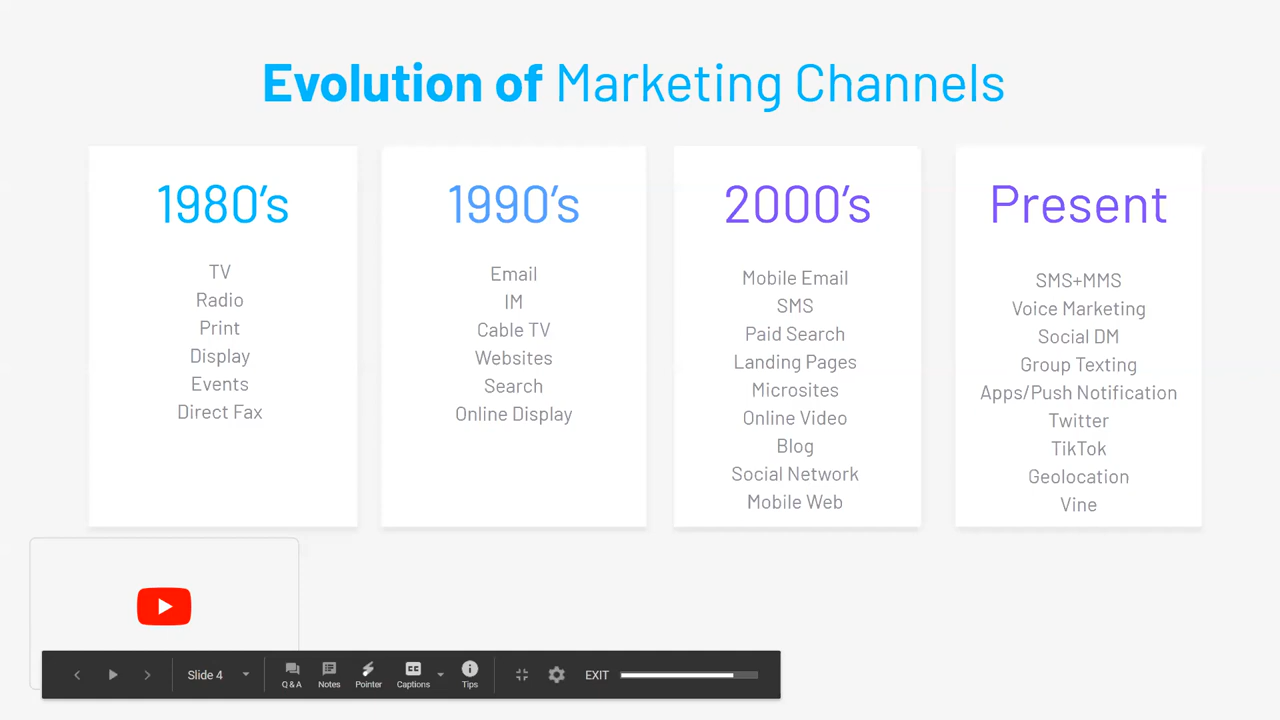 Evolution of Marketing Channels
1980's
TV
Radio
Print
Display
Events
Direct Fax
1990's
Email
IM
Cable TV
Websites
Search
Online Display
2000's
Mobile Email
SMS
Paid Search
Landing Pages
Microsites
Online Video
Blog
Social Network
Mobile Web
Present
SMS+MMS
Voice Marketing
Social DM
Group Texting
Apps/Push Notification
Twitter
TikTok
Geolocation
Vine
Slide 4
Q & A
Notes
Pointer
CC
Captions
Tips
EXIT